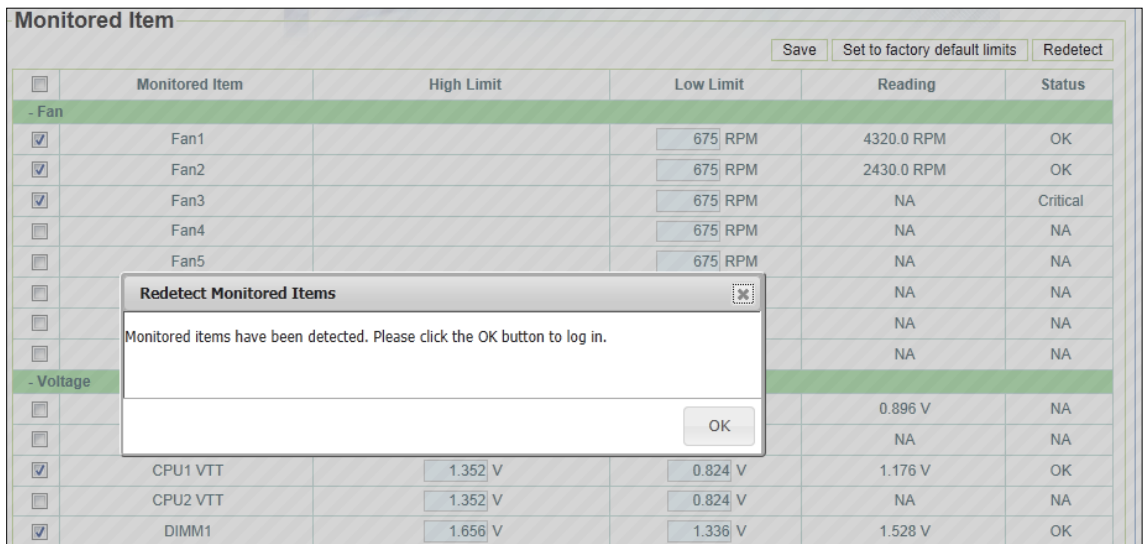 Monitored Item
Save Set to factory default limits Redetect
Monitored Item High Limit Low Limit Reading Status
- Fan
Fan1 675 RPM 4320.0 RPM OK
Fan2 675 RPM 2430.0 RPM OK
Fan3 675 RPM NA Critical
Fan4 675 RPM NA NA
Fan5 675 RPM NA NA
NA NA
NA NA
NA NA
Redetect Monitored Items
Monitored items have been detected. Please click the OK button to log in.
OK
- Voltage
0.896 V NA
NA NA
CPU1 VTT 1.352 V 0.824 V 1.176 V OK
CPU2 VTT 1.352 V 0.824 V NA NA
DIMM1 1.656 V 1.336 V 1.528 V OK